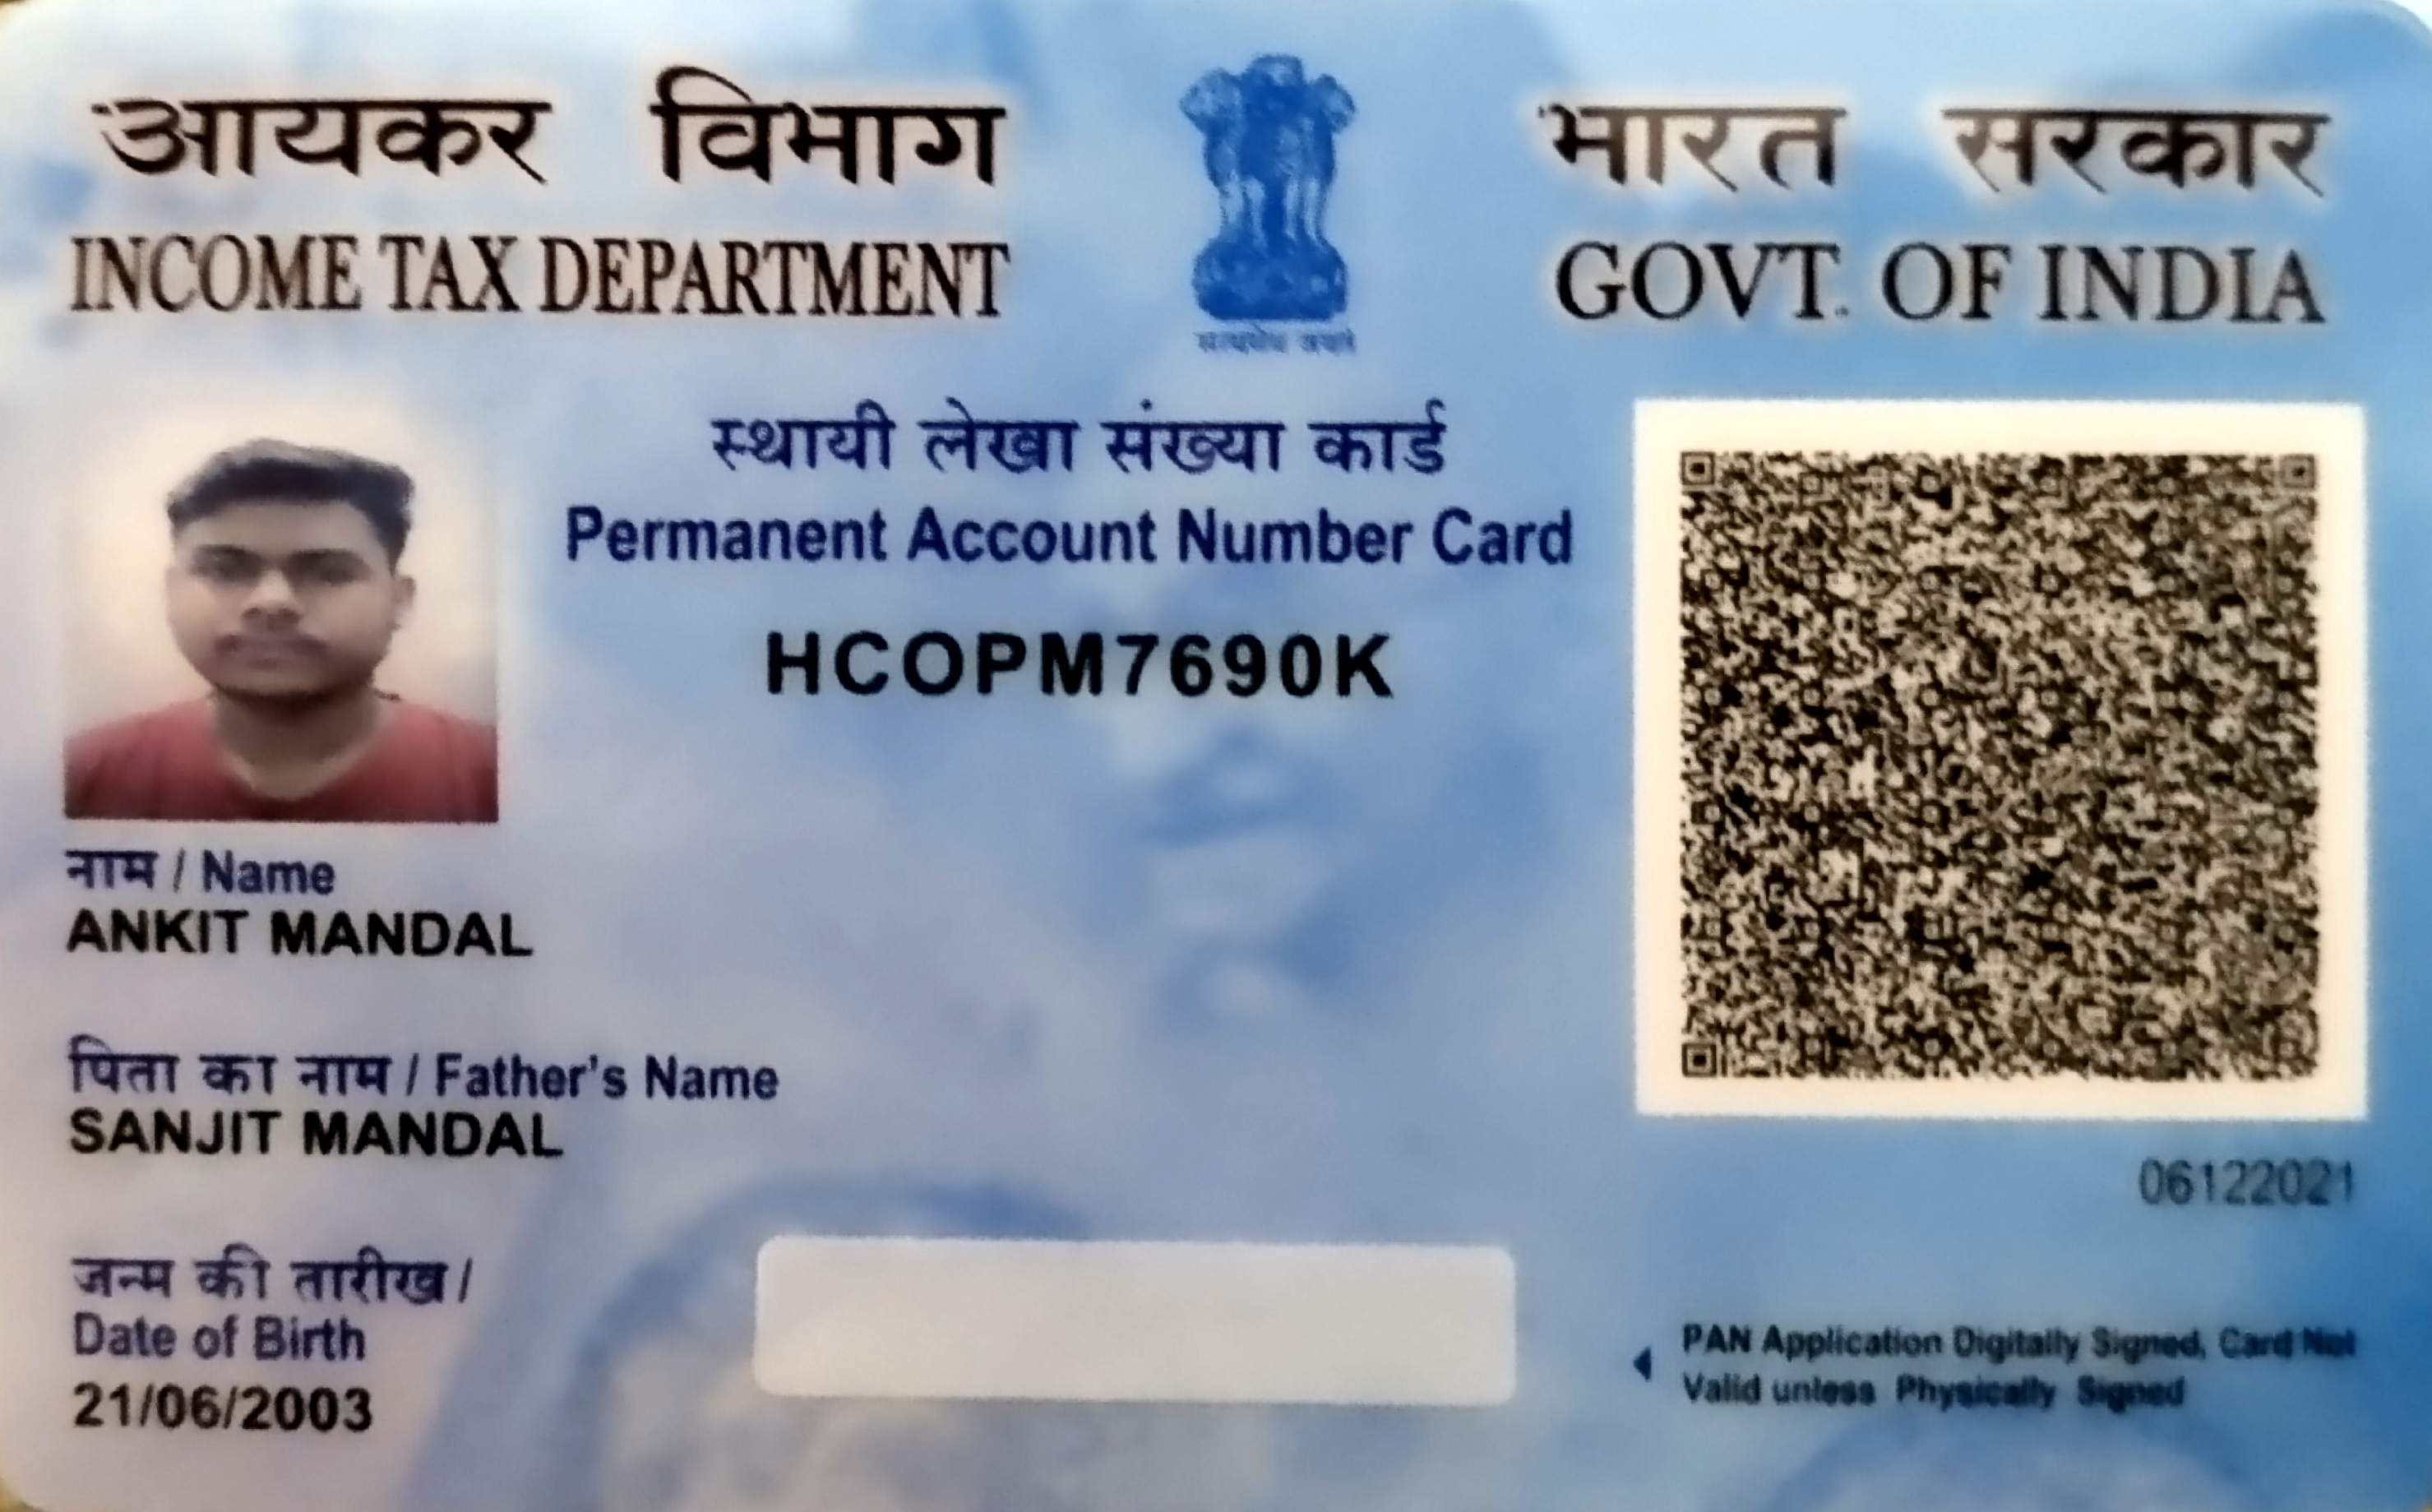 आयकर विभाग
INCOME TAX DEPARTMENT
सत्यमेव जयते
भारत सरकार
GOVT. OF INDIA
स्थायी लेखा संख्या कार्ड
Permanent Account Number Card
HCOPM7690K
नाम / Name
ANKIT MANDAL
पिता का नाम / Father's Name
SANJIT MANDAL
जन्म की तारीख /
Date of Birth
21/06/2003
06122021
PAN Application Digitally Signed, Card Not
Valid unless Physically Signed